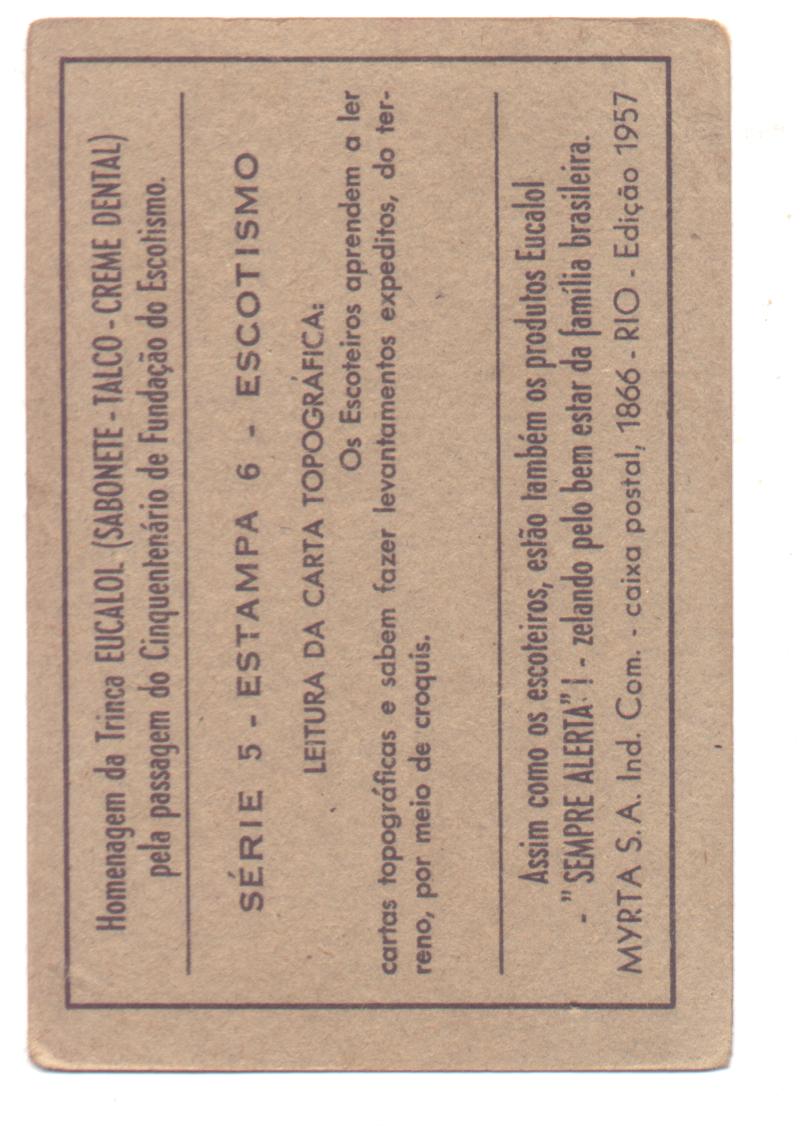 Homenagem da Trinca EUCALOL (SABONETE - TALCO - CREME DENTAL)
pela passagem do Cinquentenário de Fundação do Escotismo.
SÉRIE 5 - ESTAMPA 6 - ESCOTISMO
LEITURA DA CARTA TOPOGRÁFICA:
Os Escoteiros aprendem a ler
cartas topográficas e sabem fazer levantamentos expeditos, do ter-
reno, por meio de croquis.
Assim como os escoteiros, estão também os produtos Eucalol
- "SEMPRE ALERTA" ! - zelando pelo bem estar da família brasileira.
MYRTA S. A. Ind. Com. - caixa postal, 1866 - RIO - Edição 1957